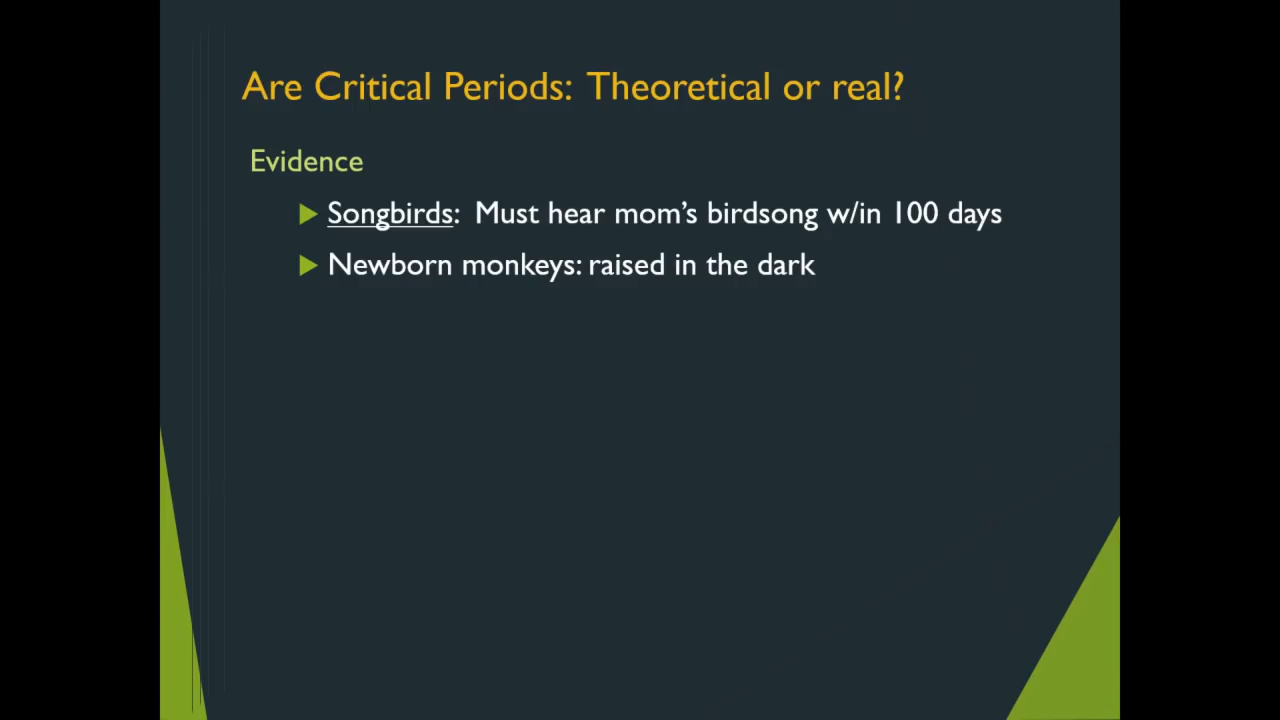 Are Critical Periods: Theoretical or real?
Evidence
Songbirds: Must hear mom’s birdsong w/in 100 days
Newborn monkeys: raised in the dark